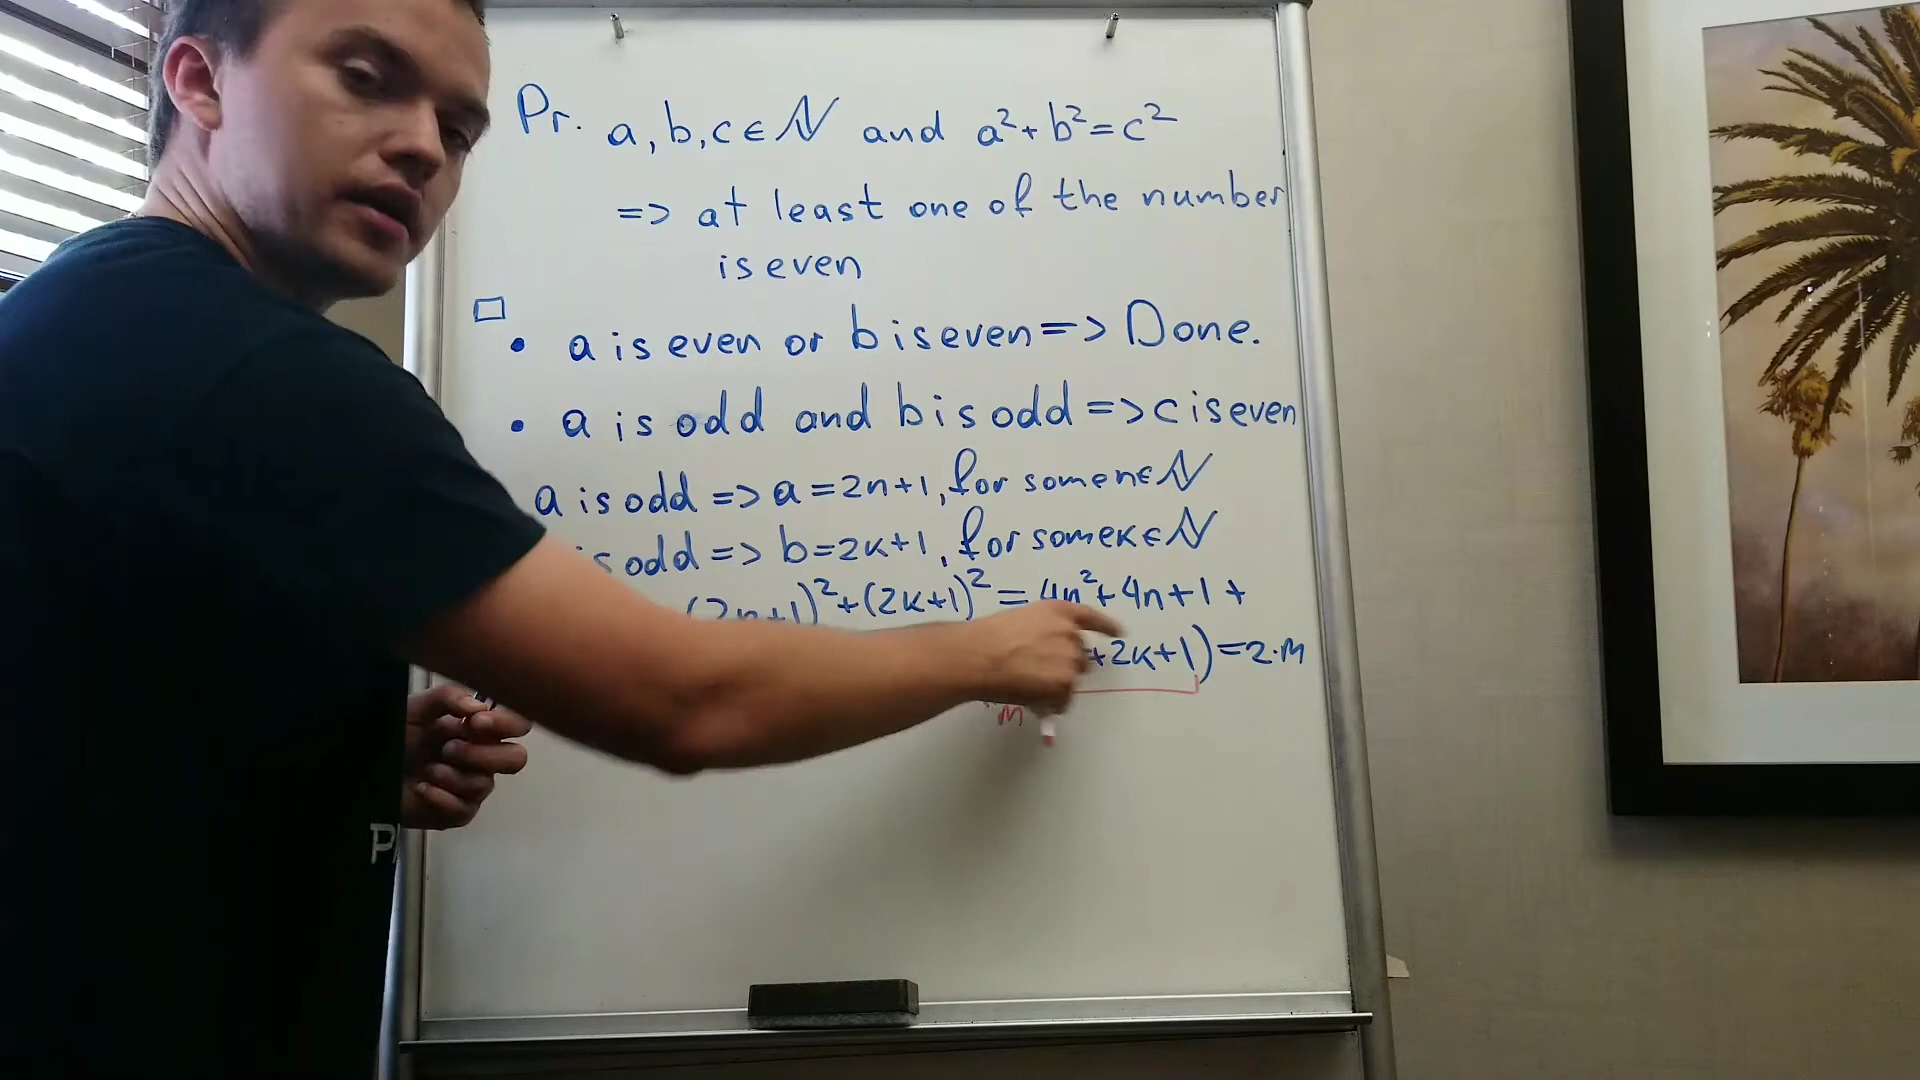 Pr. a, b, c ∈ ℕ and a² + b² = c²
=> at least one of the number
is even
• a is even or b is even => Done.
• a is odd and b is odd => c is even
a is odd => a = 2n+1, for some n ∈ ℕ
is odd => b = 2k+1, for some k ∈ ℕ
(2n+1)² + (2k+1)² = 4n² + 4n + 1 +
+2k+1) = 2·m
m
P